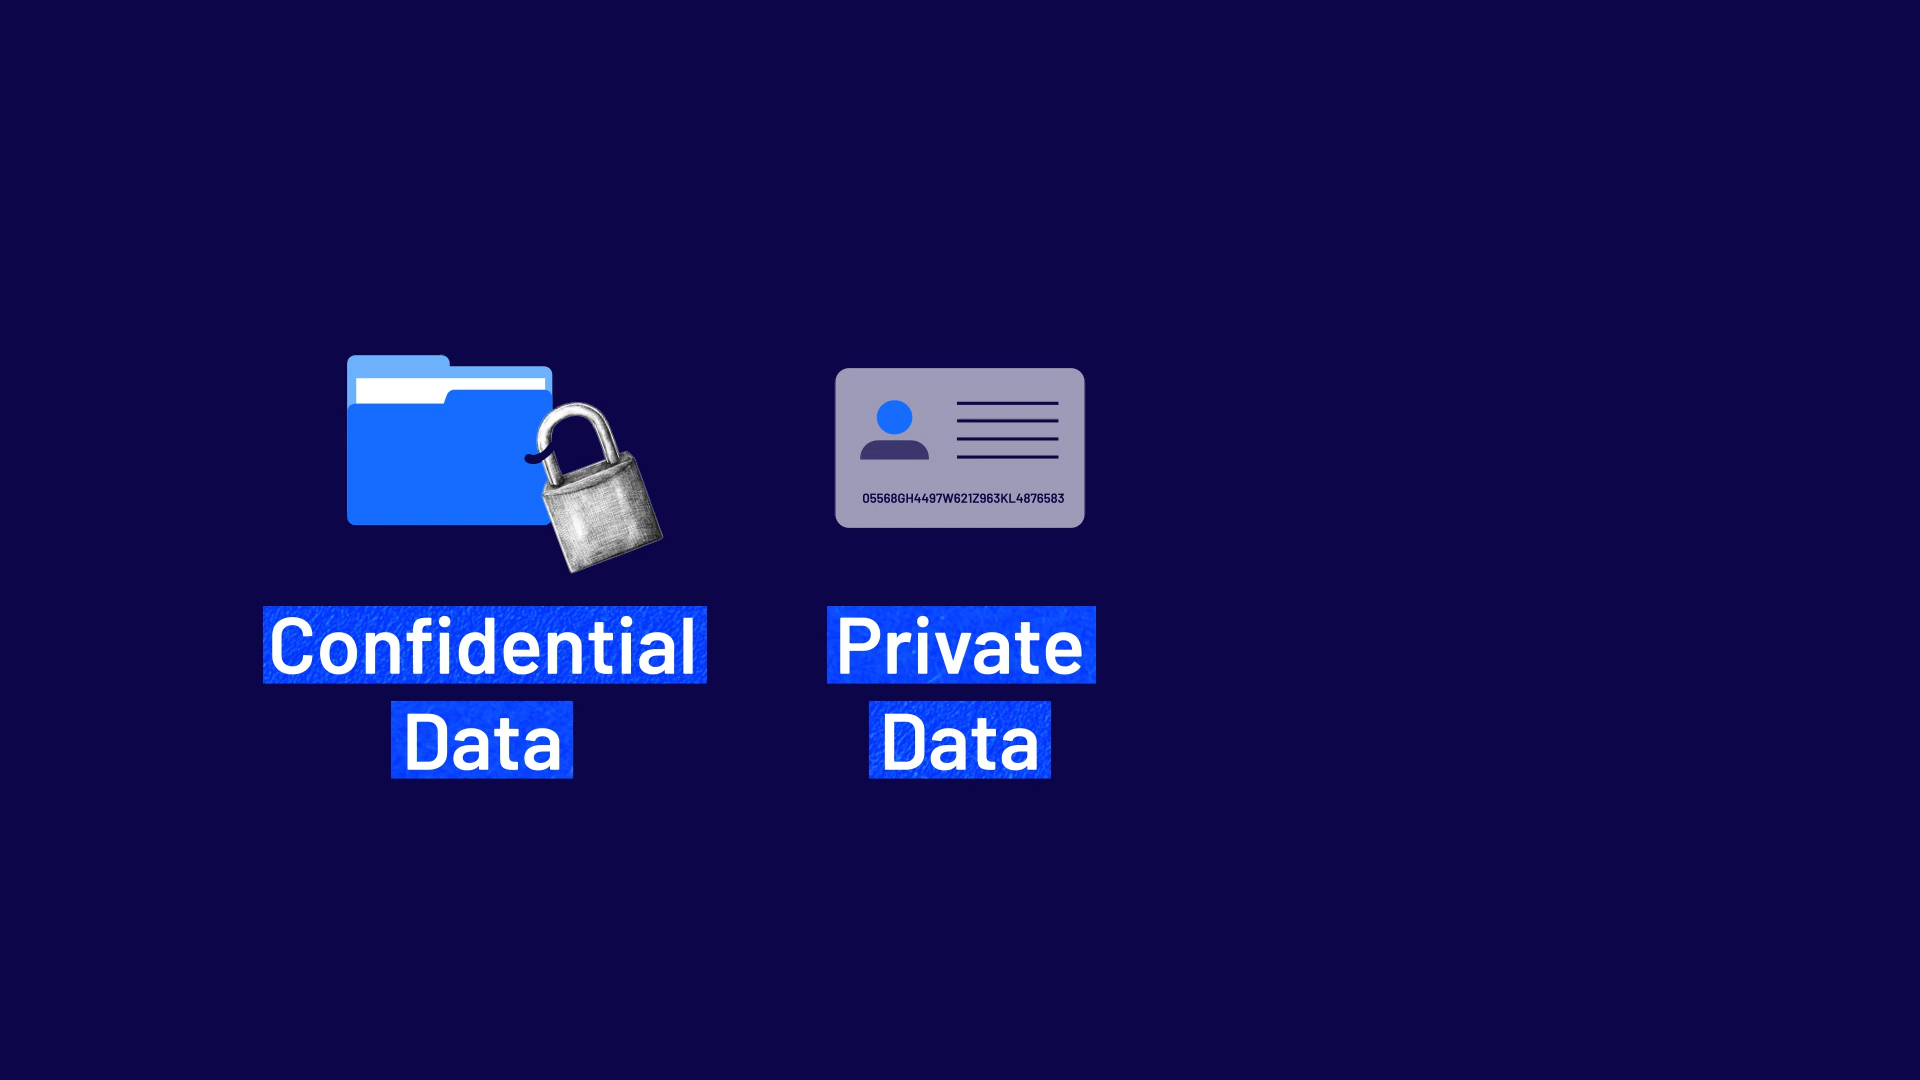 05568GH4497W621Z963KL4876583
Confidential
Data
Private
Data